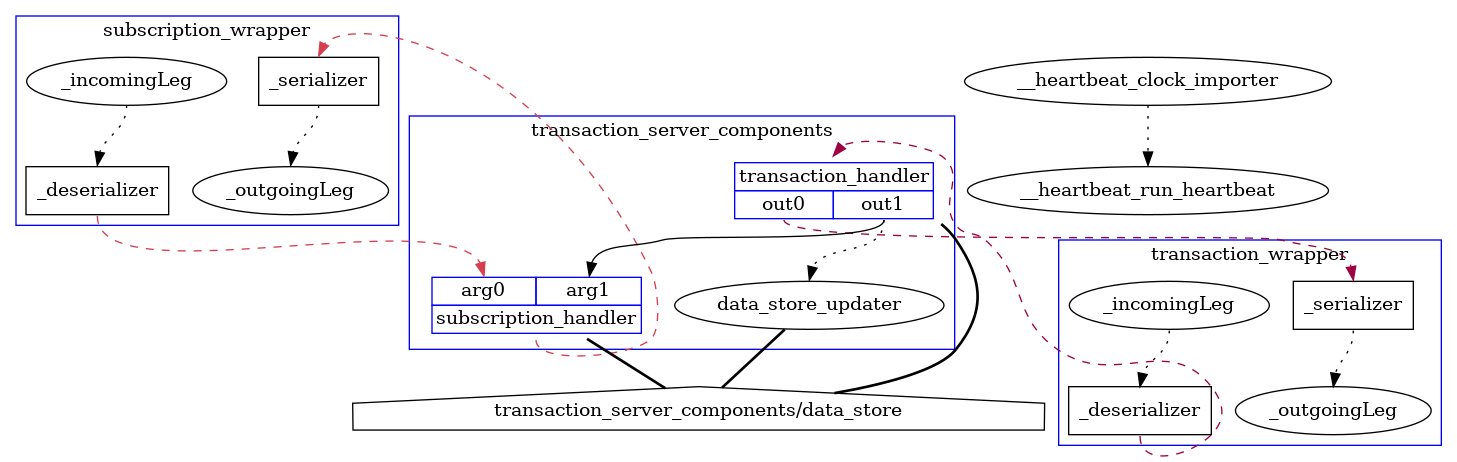 subscription_wrapper
_incomingLeg
_serializer
_deserializer
_outgoingLeg
transaction_server_components
transaction_handler
out0
out1
arg0
arg1
subscription_handler
data_store_updater
transaction_server_components/data_store
__heartbeat_clock_importer
__heartbeat_run_heartbeat
transaction_wrapper
_incomingLeg
_serializer
_deserializer
_outgoingLeg